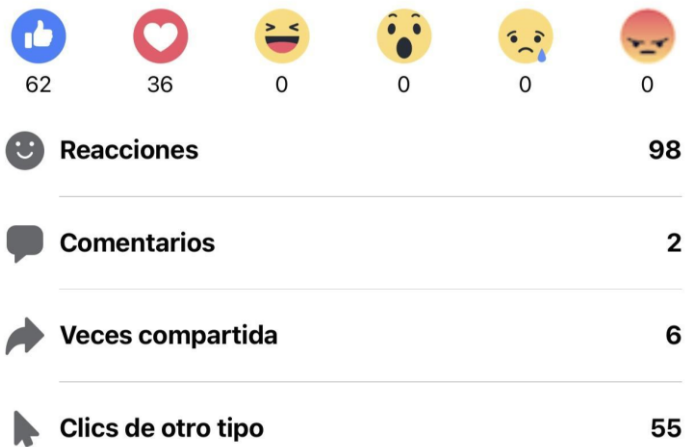 62 36 0 0 0 0
Reacciones 98
Comentarios 2
Veces compartida 6
Clics de otro tipo 55